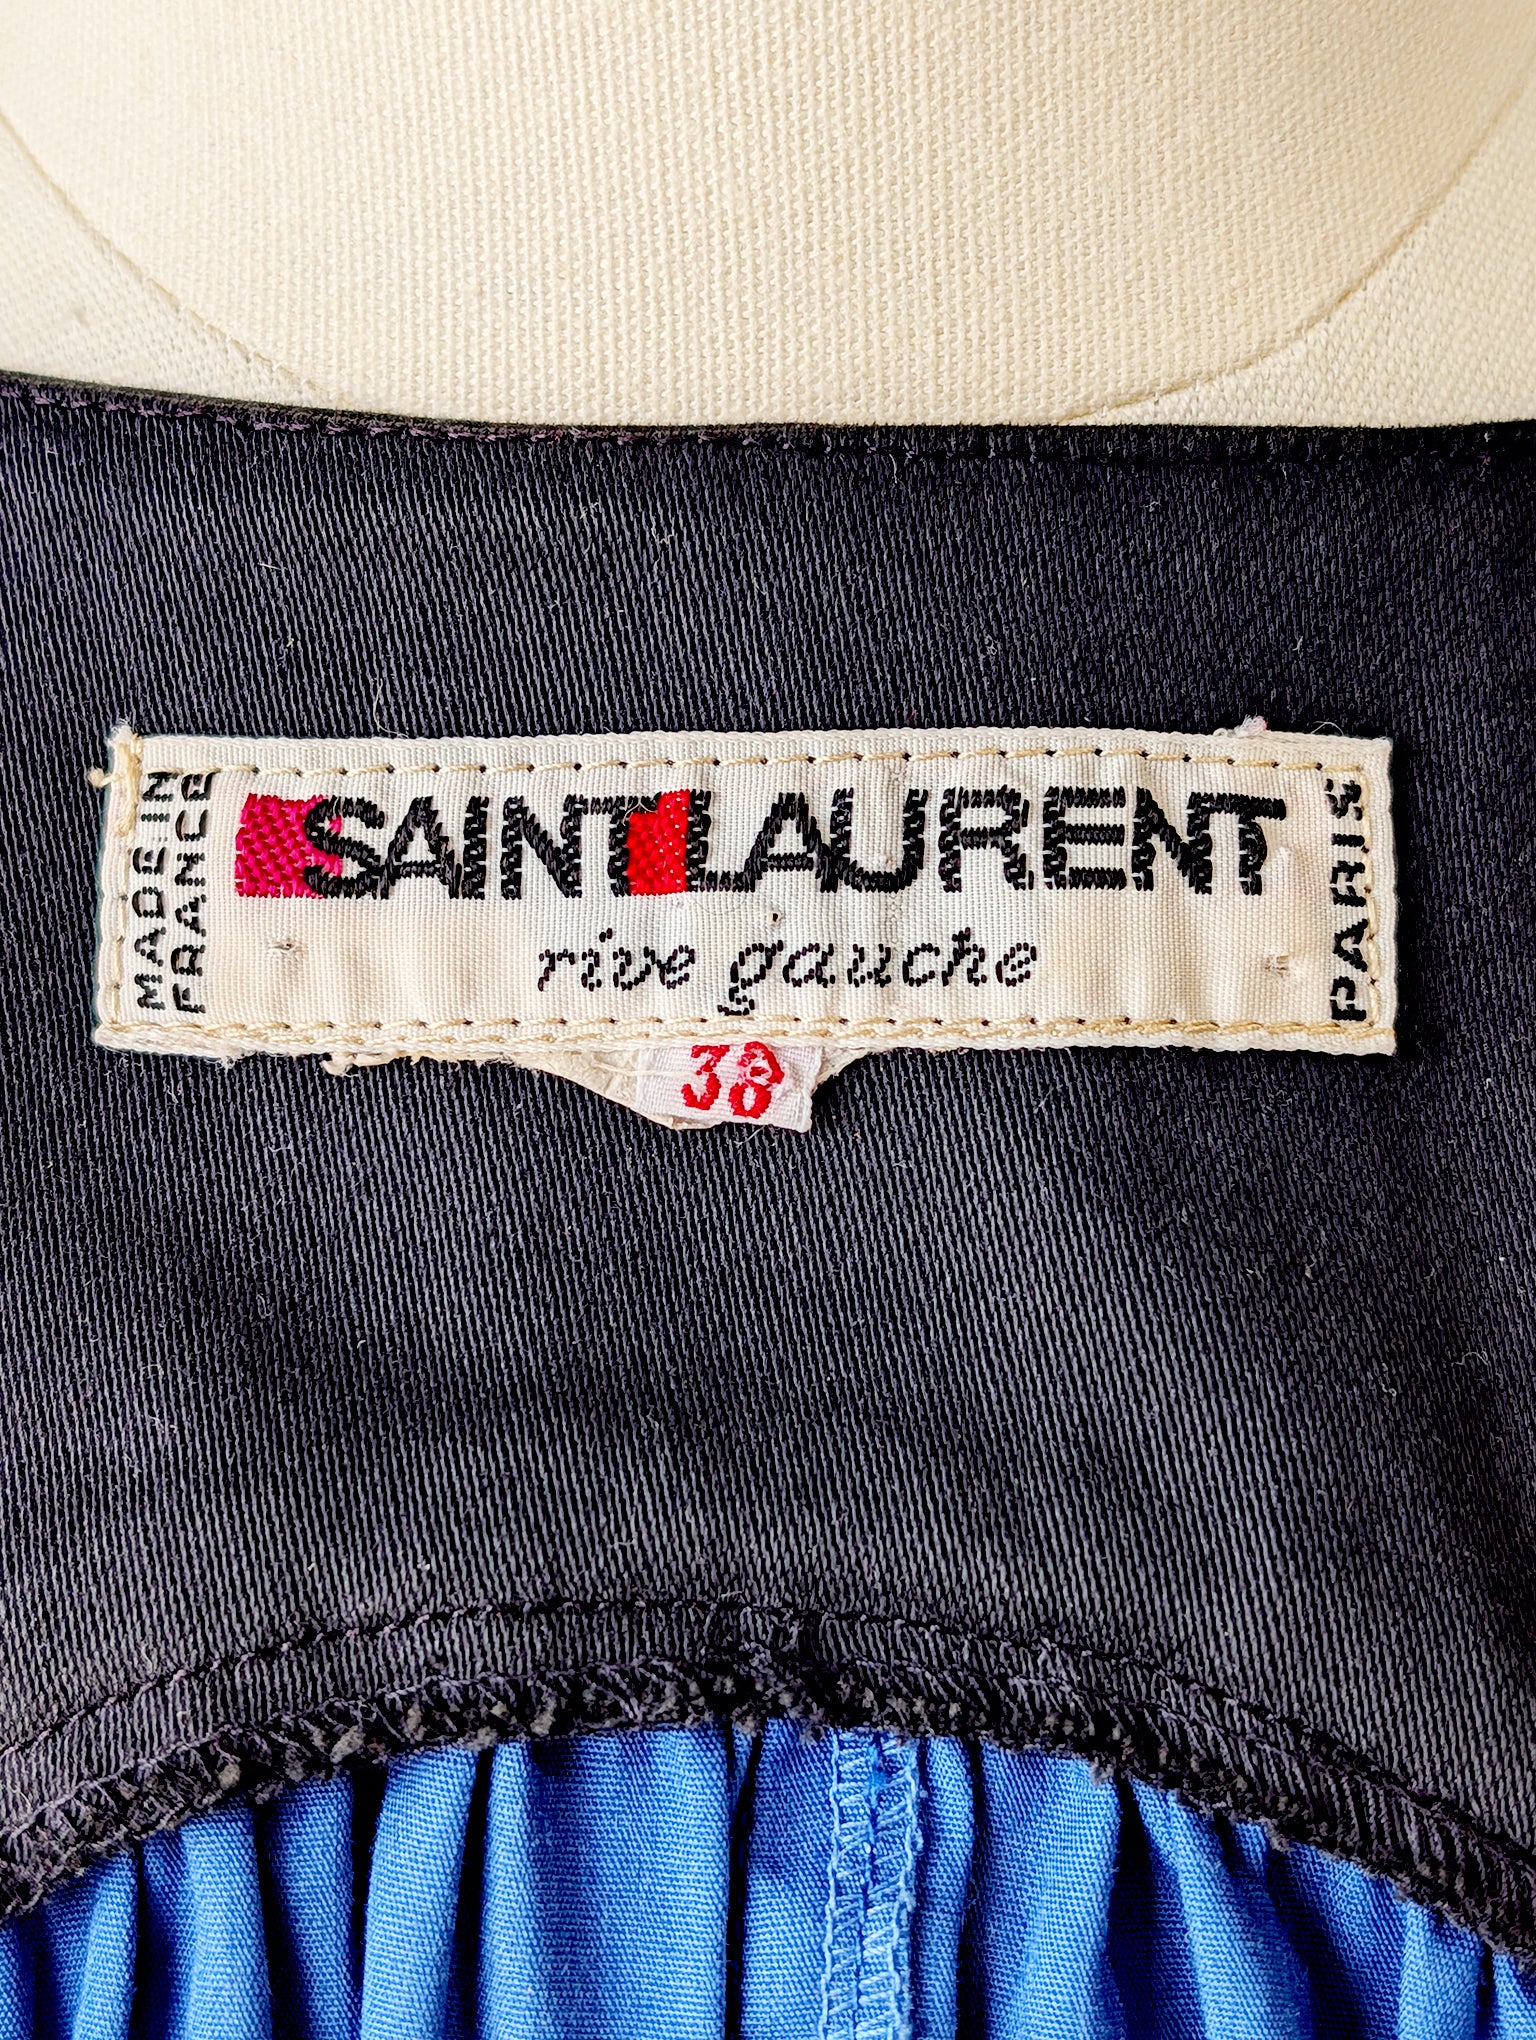 MADE IN
FRANCE
SAINT LAURENT
rive gauche
PARIS
38